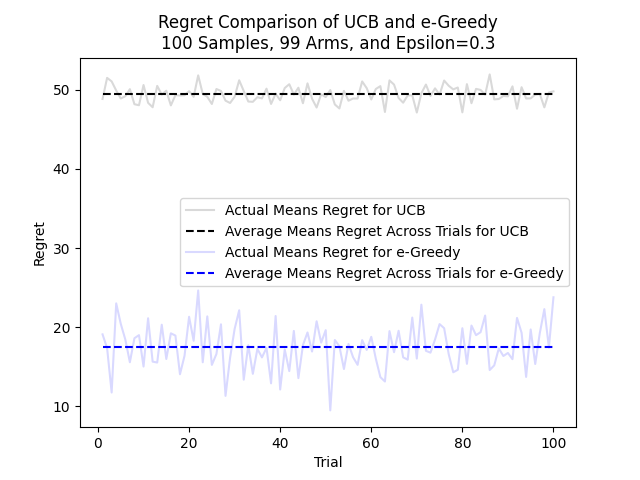 Regret Comparison of UCB and e-Greedy
100 Samples, 99 Arms, and Epsilon=0.3
50
40
30
20
10
Regret
Actual Means Regret for UCB
Average Means Regret Across Trials for UCB
Actual Means Regret for e-Greedy
Average Means Regret Across Trials for e-Greedy
0 20 40 60 80 100
Trial